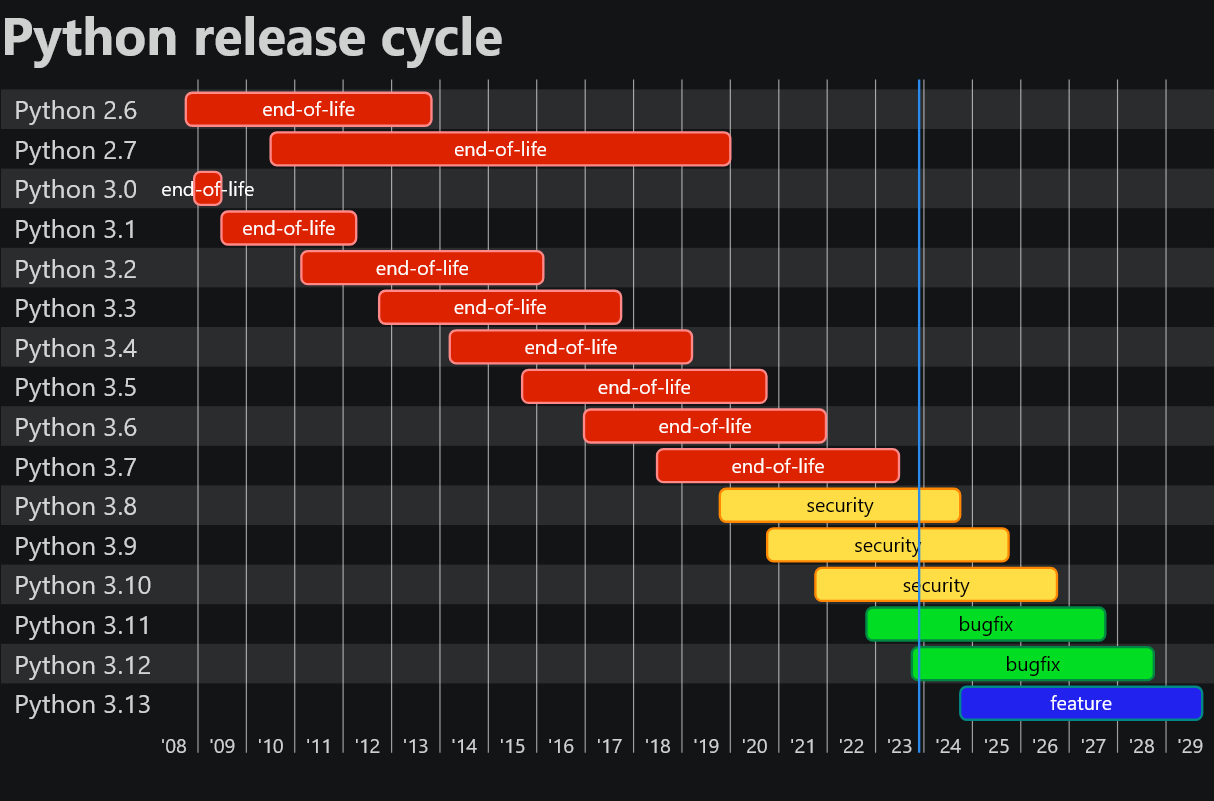 Python release cycle
Python 2.6 end-of-life
Python 2.7 end-of-life
Python 3.0 end-of-life
Python 3.1 end-of-life
Python 3.2 end-of-life
Python 3.3 end-of-life
Python 3.4 end-of-life
Python 3.5 end-of-life
Python 3.6 end-of-life
Python 3.7 end-of-life
Python 3.8 security
Python 3.9 security
Python 3.10 security
Python 3.11 bugfix
Python 3.12 bugfix
Python 3.13 feature
'08 '09 '10 '11 '12 '13 '14 '15 '16 '17 '18 '19 '20 '21 '22 '23 '24 '25 '26 '27 '28 '29